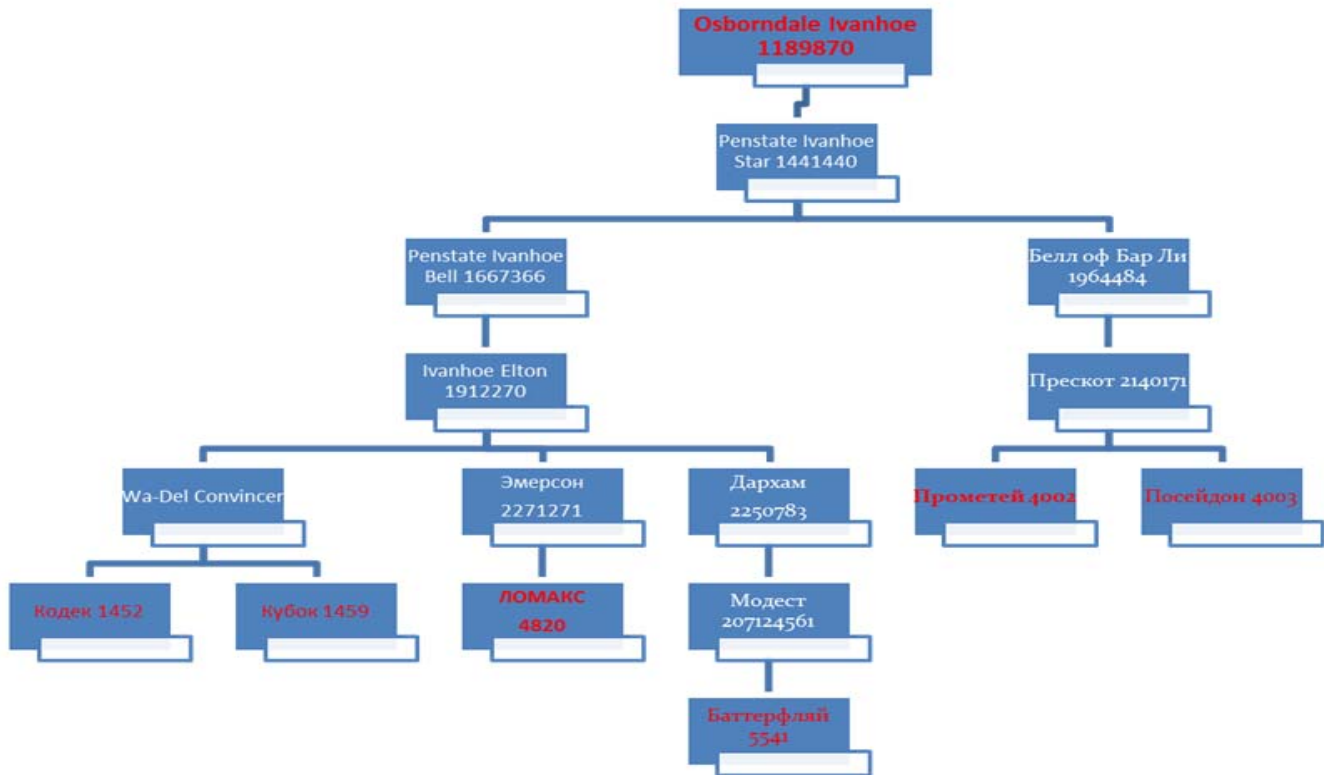 Osborndale Ivanhoe
1189870
Penstate Ivanhoe
Star 1441440
Penstate Ivanhoe
Bell 1667366
Белл оф Бар Ли
1964484
Ivanhoe Elton
1912270
Прескот 2140171
Wa-Del Convincer
Эмерсон
2271271
Дархам
2250783
Прометей 4002
Посейдон 4003
Кодек 1452
Кубок 1459
ЛОМАКС
4820
Модест
207124561
Баттерфляй
5541